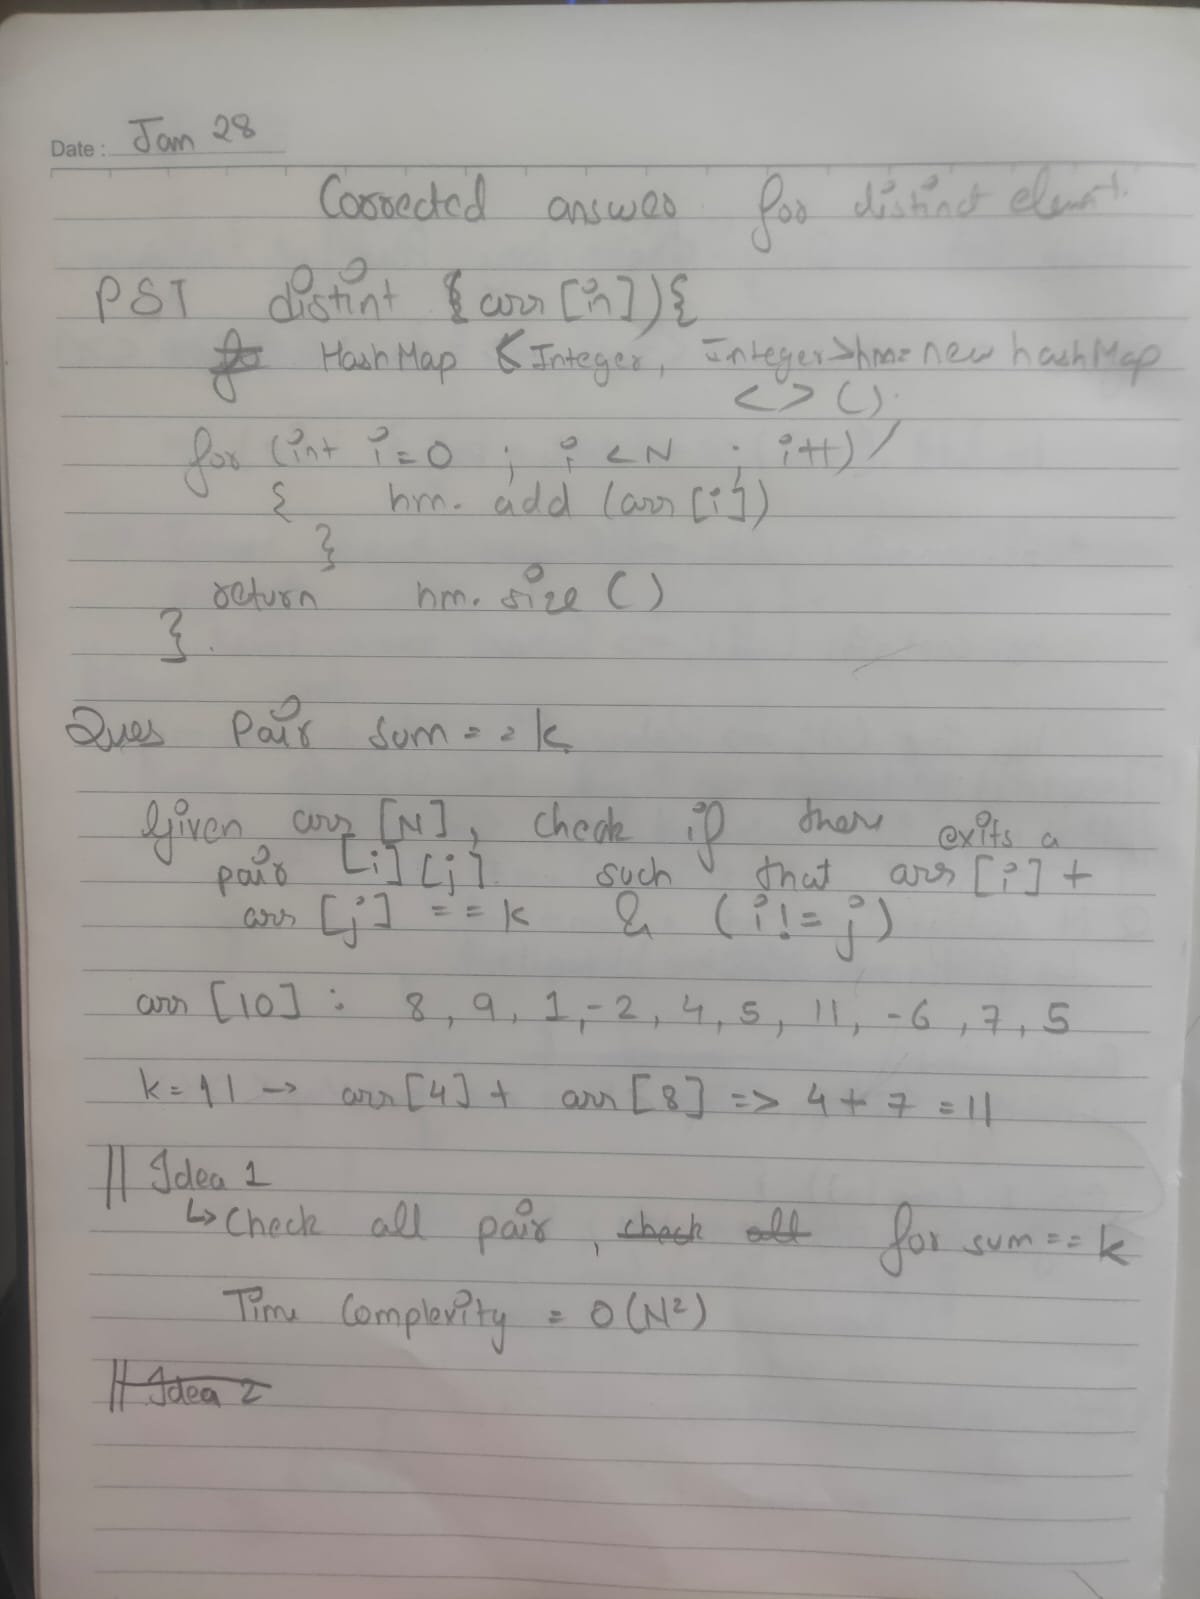 Date: Jan 28
Corrected answer for distinct element.
PST distint { arr [in] ) {
HashMap < Integer, Integer> hm = new hashMap
<> ();
for (int i = 0 ; i < N ; i++) /
{ hm. add (arr [i])
}
return hm. size ()
}.
Ques Pair sum = = k
Given arr [N], check if there exits a
pair [i] [j] such that arr [i] +
arr [j] = = k & (i != j)
arr [10] : 8, 9, 1, -2, 4, 5, 11, -6, 7, 5
k = 11 → arr [4] + arr [8] => 4 + 7 = 11
|| Idea 1
↳ Check all pair, check all for sum = = k
Time Complexity = O (N²)
|| Idea 2